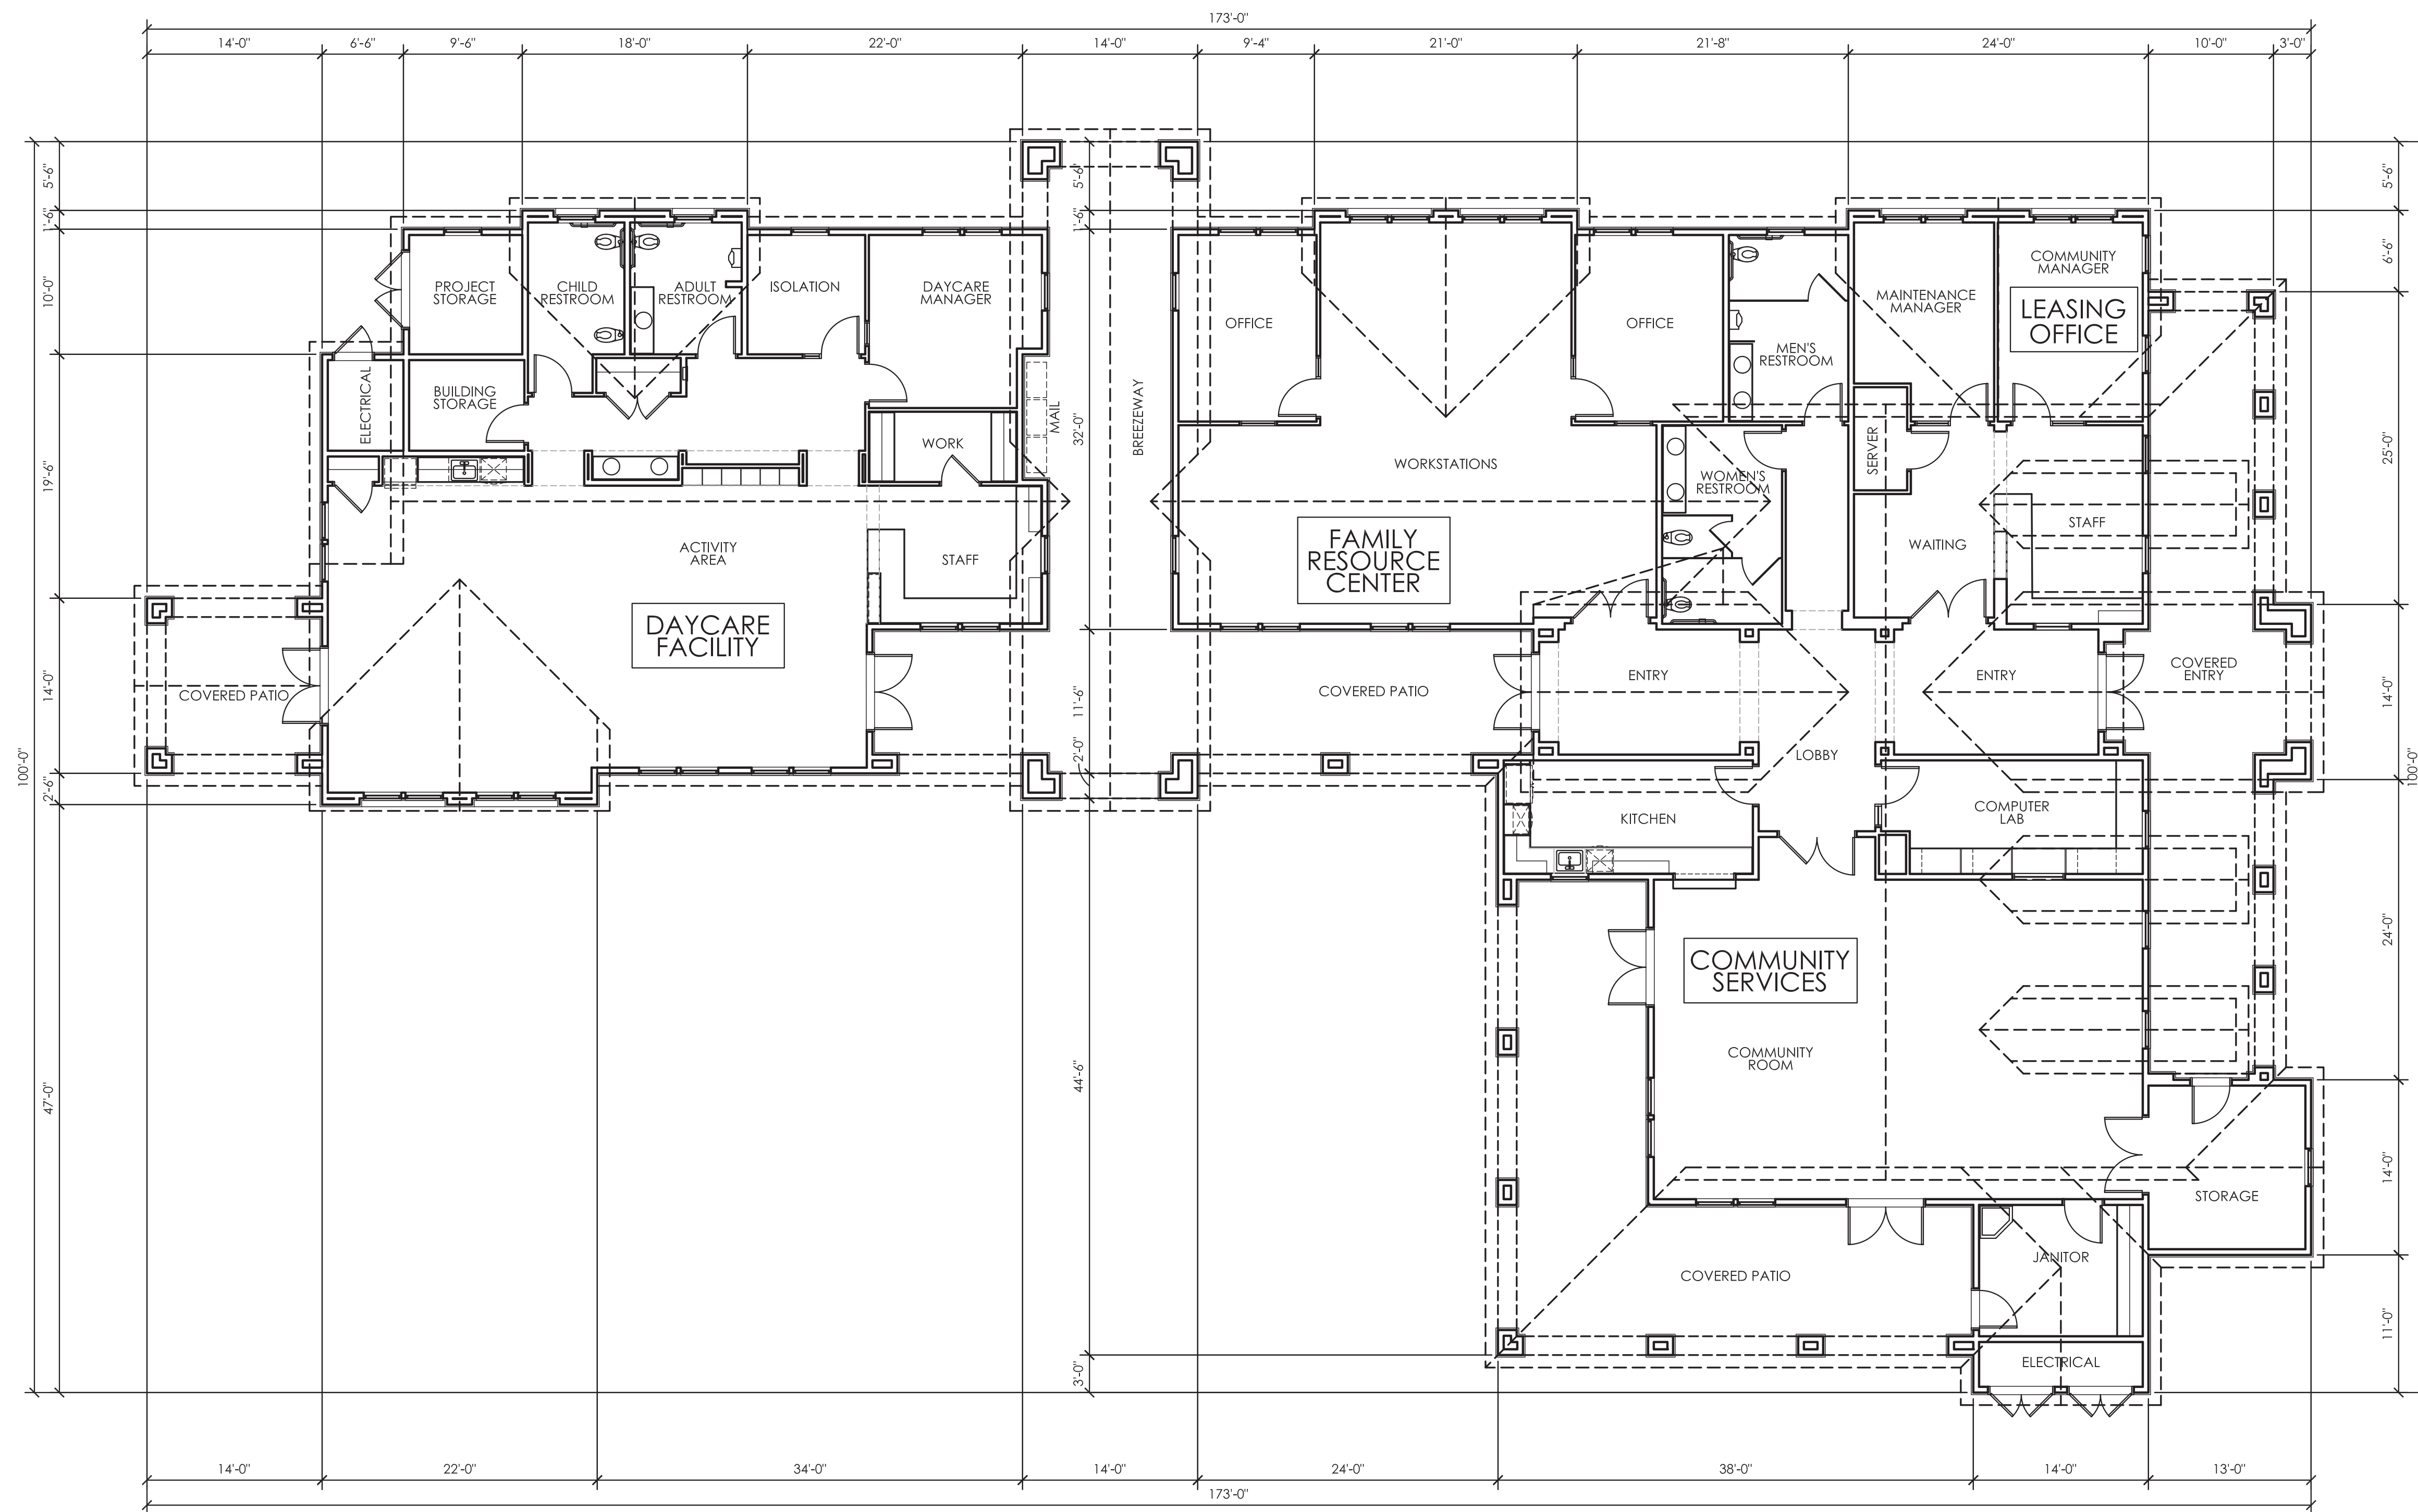 173'-0"
14'-0" 6'-6" 9'-6" 18'-0" 22'-0" 14'-0" 9'-4" 21'-0" 21'-8" 24'-0" 10'-0" 3'-0"
100'-0"
5'-6"
1'-6"
10'-0"
19'-6"
14'-0"
2'-6"
47'-0"
PROJECT
STORAGE
CHILD
RESTROOM
ADULT
RESTROOM
ISOLATION
DAYCARE
MANAGER
ELECTRICAL
BUILDING
STORAGE
WORK
MAIL
BREEZEWAY
ACTIVITY
AREA
STAFF
DAYCARE
FACILITY
COVERED PATIO
5'-6"
1'-6"
32'-0"
11'-6"
2'-0"
44'-6"
3'-0"
OFFICE
WORKSTATIONS
OFFICE
MEN'S
RESTROOM
WOMEN'S
RESTROOM
FAMILY
RESOURCE
CENTER
MAINTENANCE
MANAGER
COMMUNITY
MANAGER
LEASING
OFFICE
SERVER
WAITING
STAFF
COVERED PATIO
ENTRY
LOBBY
ENTRY
COVERED
ENTRY
KITCHEN
COMPUTER
LAB
COMMUNITY
SERVICES
COMMUNITY
ROOM
STORAGE
JANITOR
COVERED PATIO
ELECTRICAL
5'-6"
6'-6"
25'-0"
14'-0"
24'-0"
14'-0"
11'-0"
100'-0"
14'-0" 22'-0" 34'-0" 14'-0" 24'-0" 38'-0" 14'-0" 13'-0"
173'-0"